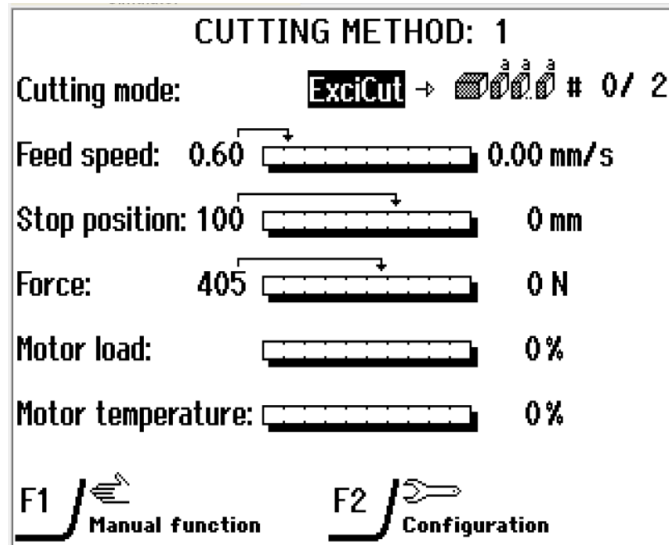 CUTTING METHOD: 1
Cutting mode: ExciCut a a a # 0/ 2
Feed speed: 0.60 0.00 mm/s
Stop position: 100 0 mm
Force: 405 0 N
Motor load: 0%
Motor temperature: 0%
F1 Manual function F2 Configuration